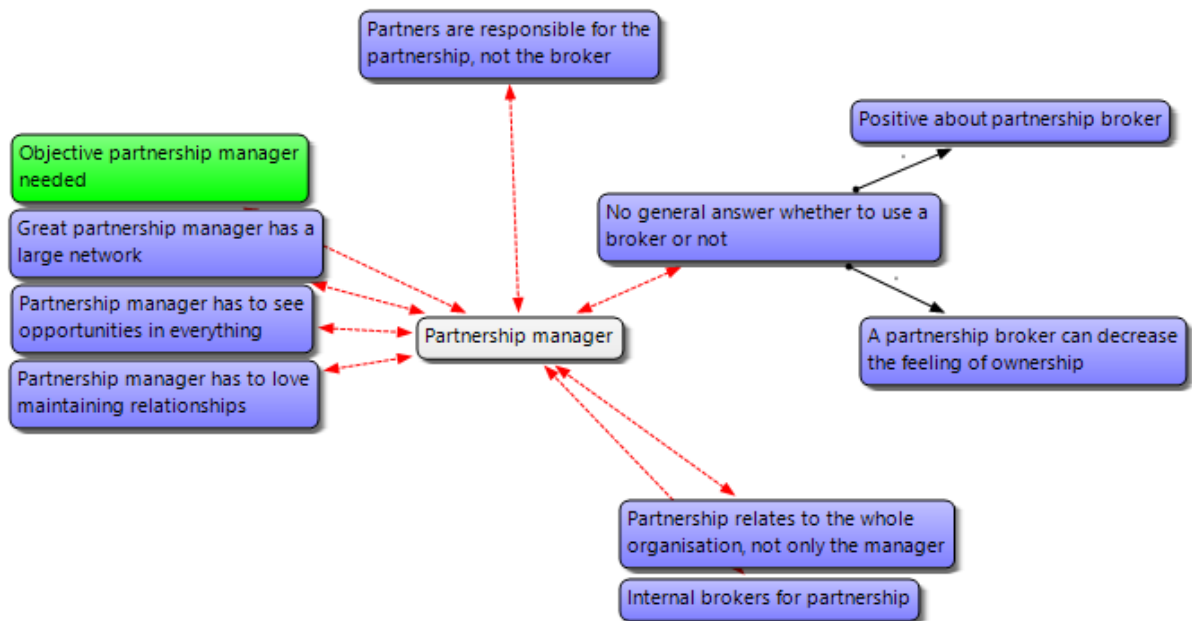 Partners are responsible for the
partnership, not the broker
Positive about partnership broker
Objective partnership manager
needed
No general answer whether to use a
broker or not
Great partnership manager has a
large network
Partnership manager has to see
opportunities in everything
Partnership manager
A partnership broker can decrease
the feeling of ownership
Partnership manager has to love
maintaining relationships
Partnership relates to the whole
organisation, not only the manager
Internal brokers for partnership